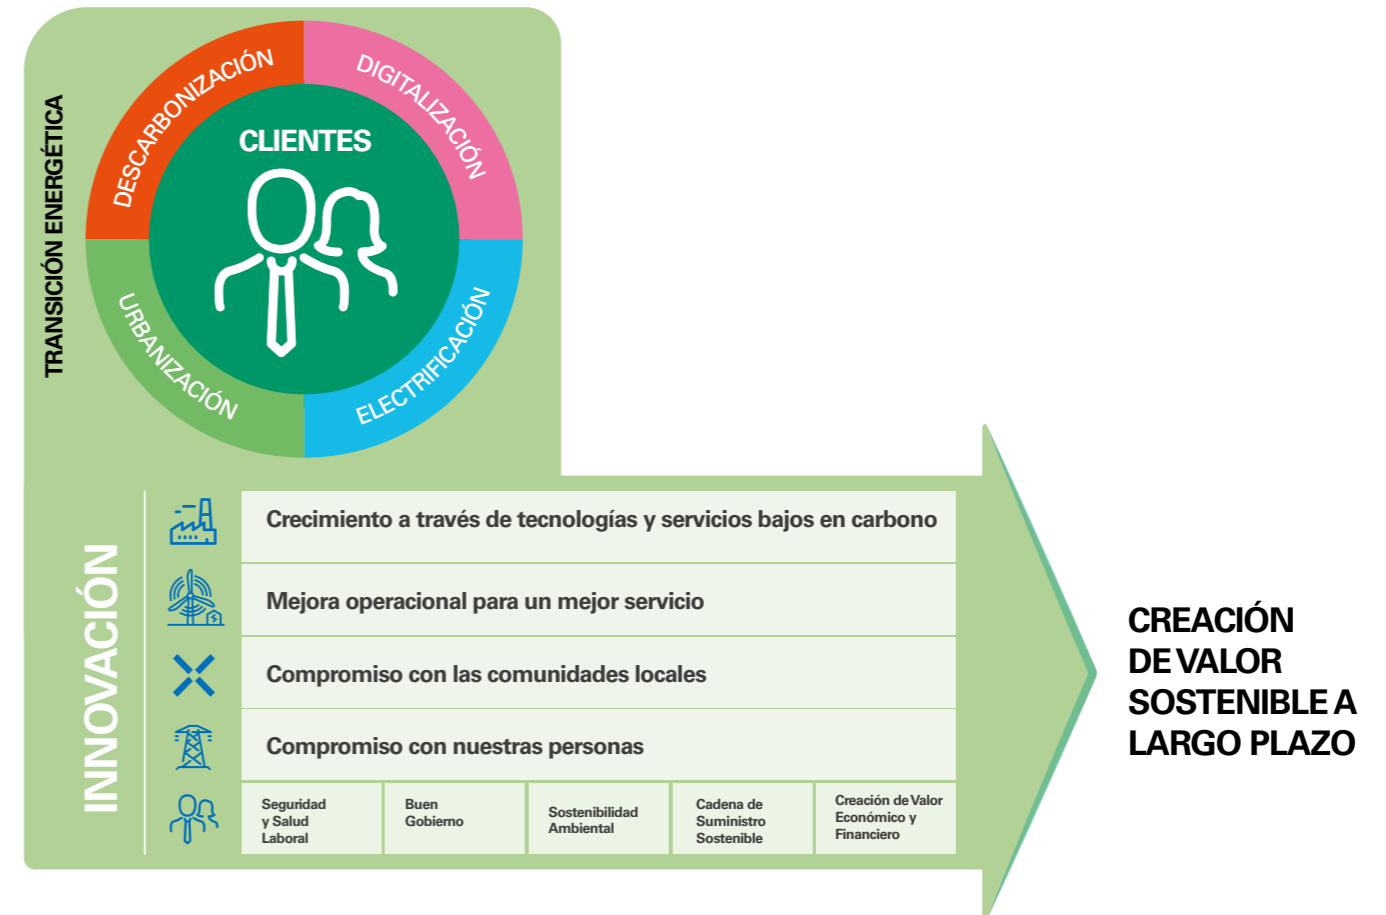 TRANSICIÓN ENERGÉTICA
DESCARBONIZACIÓN
DIGITALIZACIÓN
CLIENTES
URBANIZACIÓN
ELECTRIFICACIÓN
INNOVACIÓN
Crecimiento a través de tecnologías y servicios bajos en carbono
Mejora operacional para un mejor servicio
Compromiso con las comunidades locales
Compromiso con nuestras personas
Seguridad
y Salud
Laboral
Buen
Gobierno
Sostenibilidad
Ambiental
Cadena de
Suministro
Sostenible
Creación de Valor
Económico y
Financiero
CREACIÓN
DE VALOR
SOSTENIBLE A
LARGO PLAZO